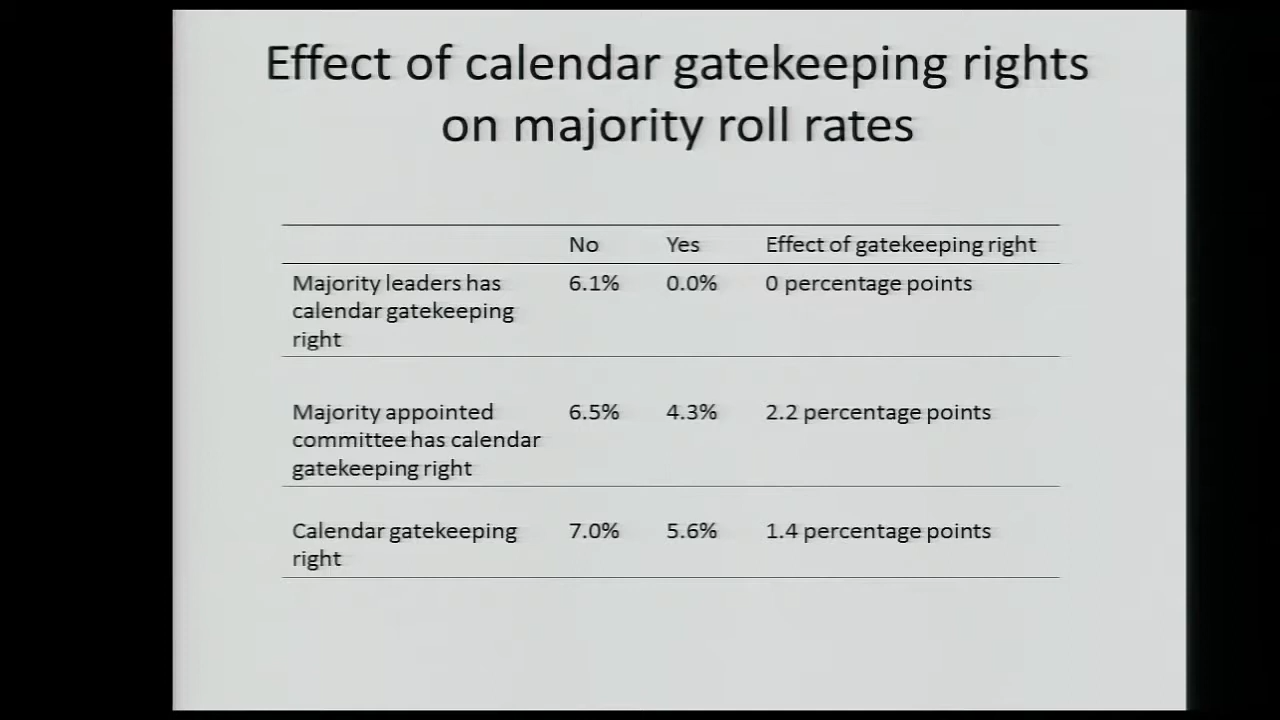 Effect of calendar gatekeeping rights
on majority roll rates
No Yes Effect of gatekeeping right
Majority leaders has 6.1% 0.0% 0 percentage points
calendar gatekeeping
right
Majority appointed 6.5% 4.3% 2.2 percentage points
committee has calendar
gatekeeping right
Calendar gatekeeping 7.0% 5.6% 1.4 percentage points
right